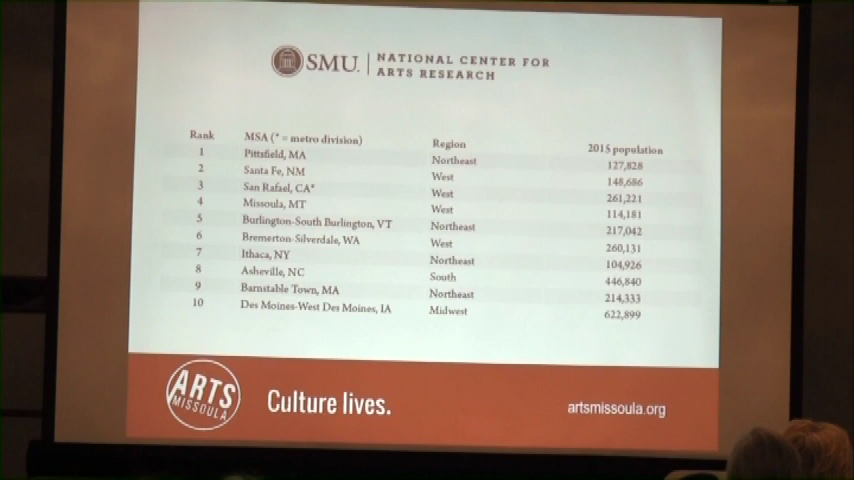 SMU. NATIONAL CENTER FOR
ARTS RESEARCH
Rank MSA (* = metro division) Region 2015 population
1 Pittsfield, MA Northeast 127,828
2 Santa Fe, NM West 148,686
3 San Rafael, CA* West 261,221
4 Missoula, MT West 114,181
5 Burlington-South Burlington, VT Northeast 217,042
6 Bremerton-Silverdale, WA West 260,131
7 Ithaca, NY Northeast 104,926
8 Asheville, NC South 446,840
9 Barnstable Town, MA Northeast 214,333
10 Des Moines-West Des Moines, IA Midwest 622,899
ARTS
MISSOULA
Culture lives.
artsmissoula.org